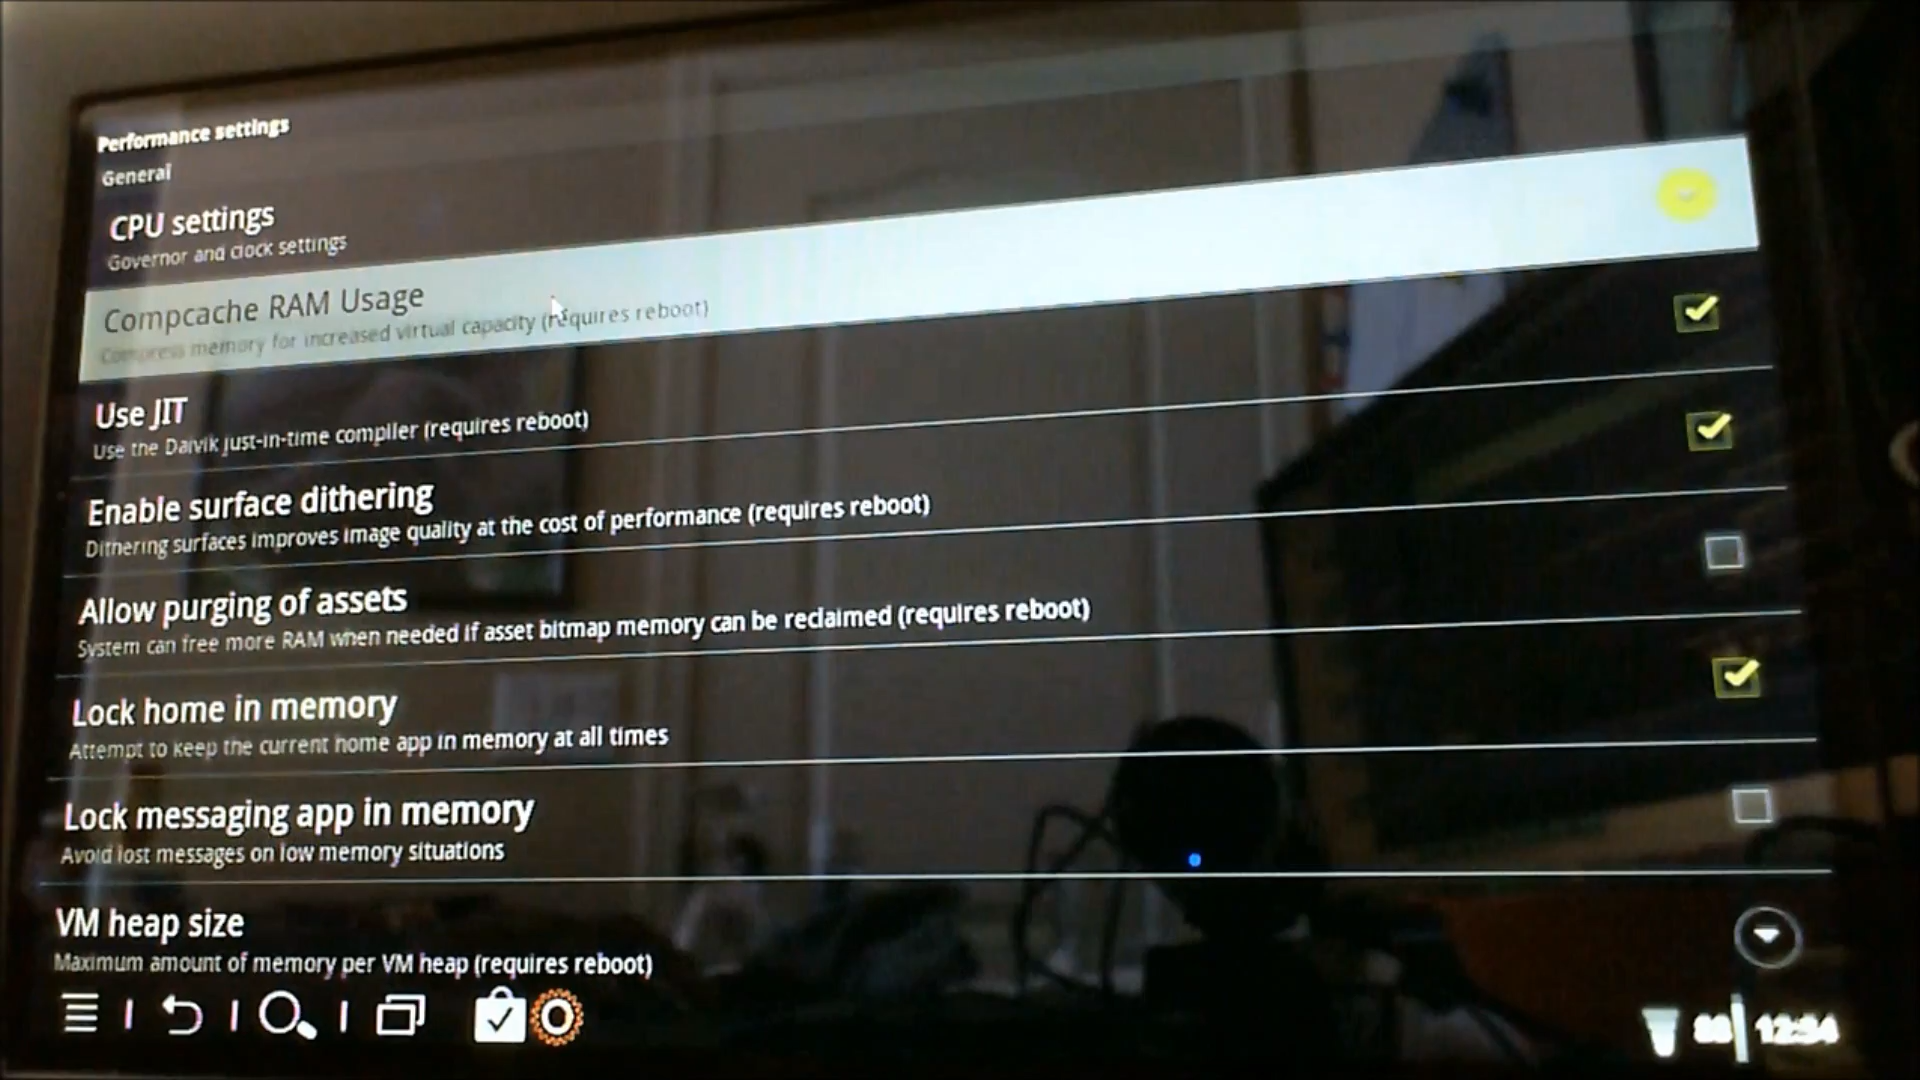 Performance settings
General
CPU settings
Governor and clock settings
Compcache RAM Usage
Compress memory for increased virtual capacity (requires reboot)
Use JIT
Use the Dalvik just-in-time compiler (requires reboot)
Enable surface dithering
Dithering surfaces improves image quality at the cost of performance (requires reboot)
Allow purging of assets
System can free more RAM when needed if asset bitmap memory can be reclaimed (requires reboot)
Lock home in memory
Attempt to keep the current home app in memory at all times
Lock messaging app in memory
Avoid lost messages on low memory situations
VM heap size
Maximum amount of memory per VM heap (requires reboot)
12:34